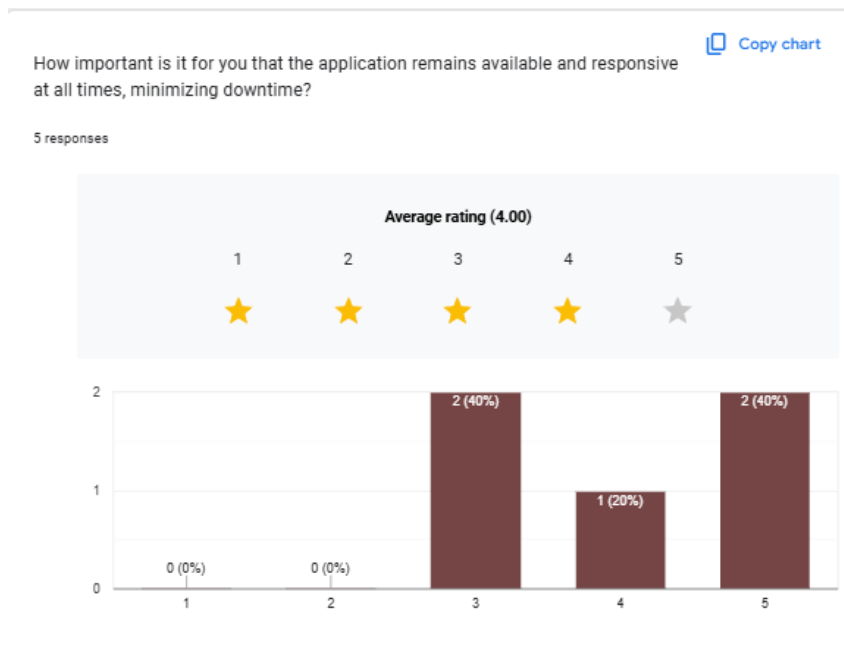 Copy chart
How important is it for you that the application remains available and responsive
at all times, minimizing downtime?
5 responses
Average rating (4.00)
1 2 3 4 5
2
2 (40%) 2 (40%)
1
1 (20%)
0 (0%) 0 (0%)
0
1 2 3 4 5